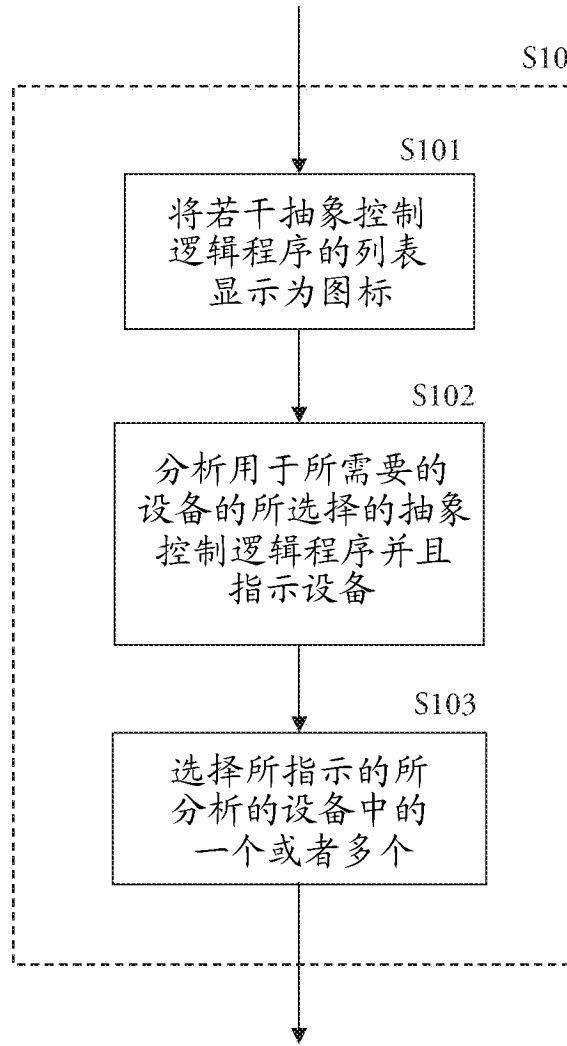 S10
S101
将若干抽象控制
逻辑程序的列表
显示为图标
S102
分析用于所需要的
设备的所选择的抽象
控制逻辑程序并且
指示设备
S103
选择所指示的所
分析的设备中的
一个或者多个